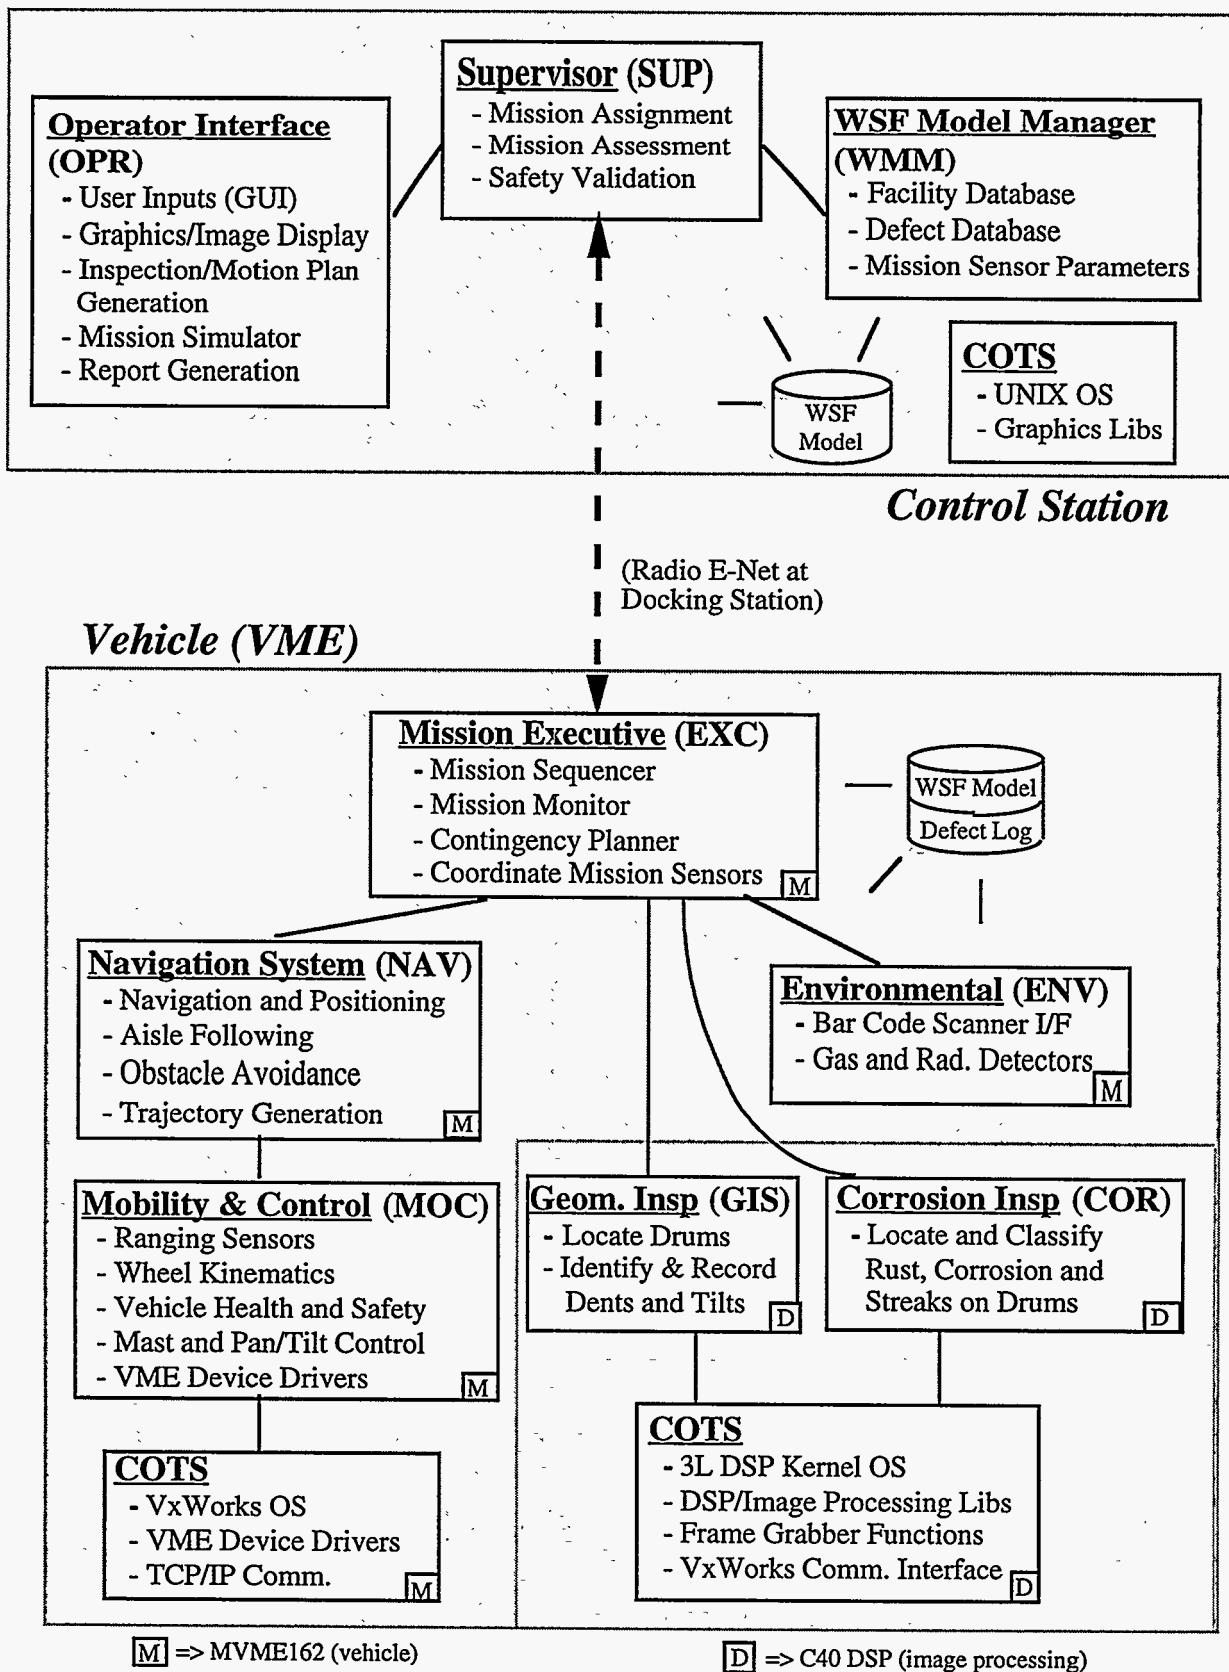 Supervisor (SUP)
- Mission Assignment
- Mission Assessment
- Safety Validation
Operator Interface
(OPR)
- User Inputs (GUI)
- Graphics/Image Display
- Inspection/Motion Plan
Generation
- Mission Simulator
- Report Generation
WSF Model Manager
(WMM)
- Facility Database
- Defect Database
- Mission Sensor Parameters
WSF
Model
COTS
- UNIX OS
- Graphics Libs
Control Station
(Radio E-Net at
Docking Station)
Vehicle (VME)
Mission Executive (EXC)
- Mission Sequencer
- Mission Monitor
- Contingency Planner
- Coordinate Mission Sensors
M
WSF Model
Defect Log
Navigation System (NAV)
- Navigation and Positioning
- Aisle Following
- Obstacle Avoidance
- Trajectory Generation
M
Environmental (ENV)
- Bar Code Scanner I/F
- Gas and Rad. Detectors
M
Mobility & Control (MOC)
- Ranging Sensors
- Wheel Kinematics
- Vehicle Health and Safety
- Mast and Pan/Tilt Control
- VME Device Drivers
M
Geom. Insp (GIS)
- Locate Drums
- Identify & Record
Dents and Tilts
D
Corrosion Insp (COR)
- Locate and Classify
Rust, Corrosion and
Streaks on Drums
D
COTS
- VxWorks OS
- VME Device Drivers
- TCP/IP Comm.
M
COTS
- 3L DSP Kernel OS
- DSP/Image Processing Libs
- Frame Grabber Functions
- VxWorks Comm. Interface
D
M => MVME162 (vehicle)
D => C40 DSP (image processing)